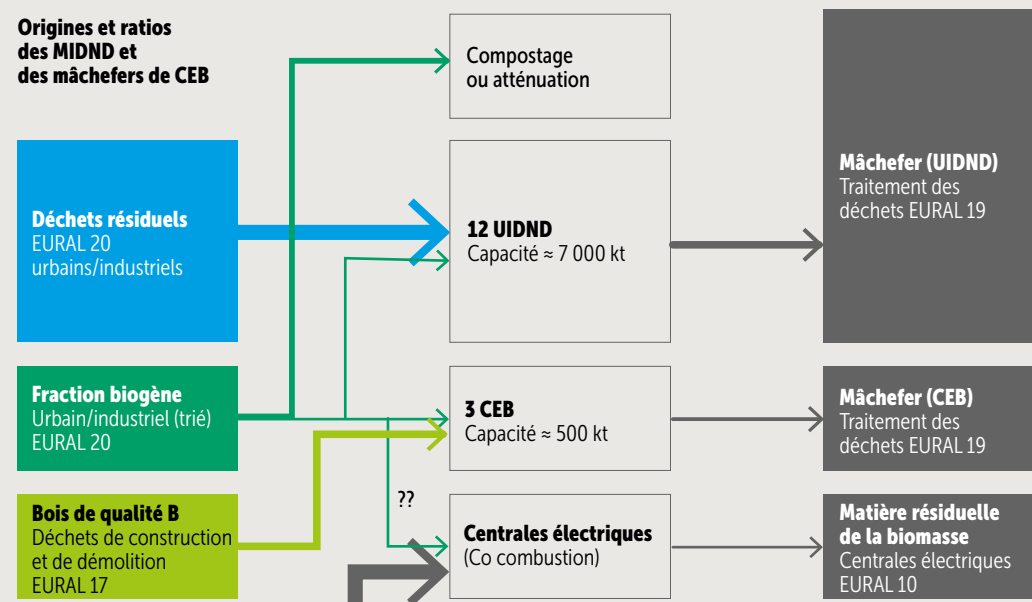 Origines et ratios
des MIDND et
des mâchefers de CEB
Compostage
ou atténuation
Déchets résiduels
EURAL 20
urbains/industriels
12 UIDND
Capacité ≈ 7 000 kt
Mâchefer (UIDND)
Traitement des
déchets EURAL 19
Fraction biogène
Urbain/industriel (trié)
EURAL 20
3 CEB
Capacité ≈ 500 kt
Mâchefer (CEB)
Traitement des
déchets EURAL 19
??
Bois de qualité B
Déchets de construction
et de démolition
EURAL 17
Centrales électriques
(Co combustion)
Matière résiduelle
de la biomasse
Centrales électriques
EURAL 10